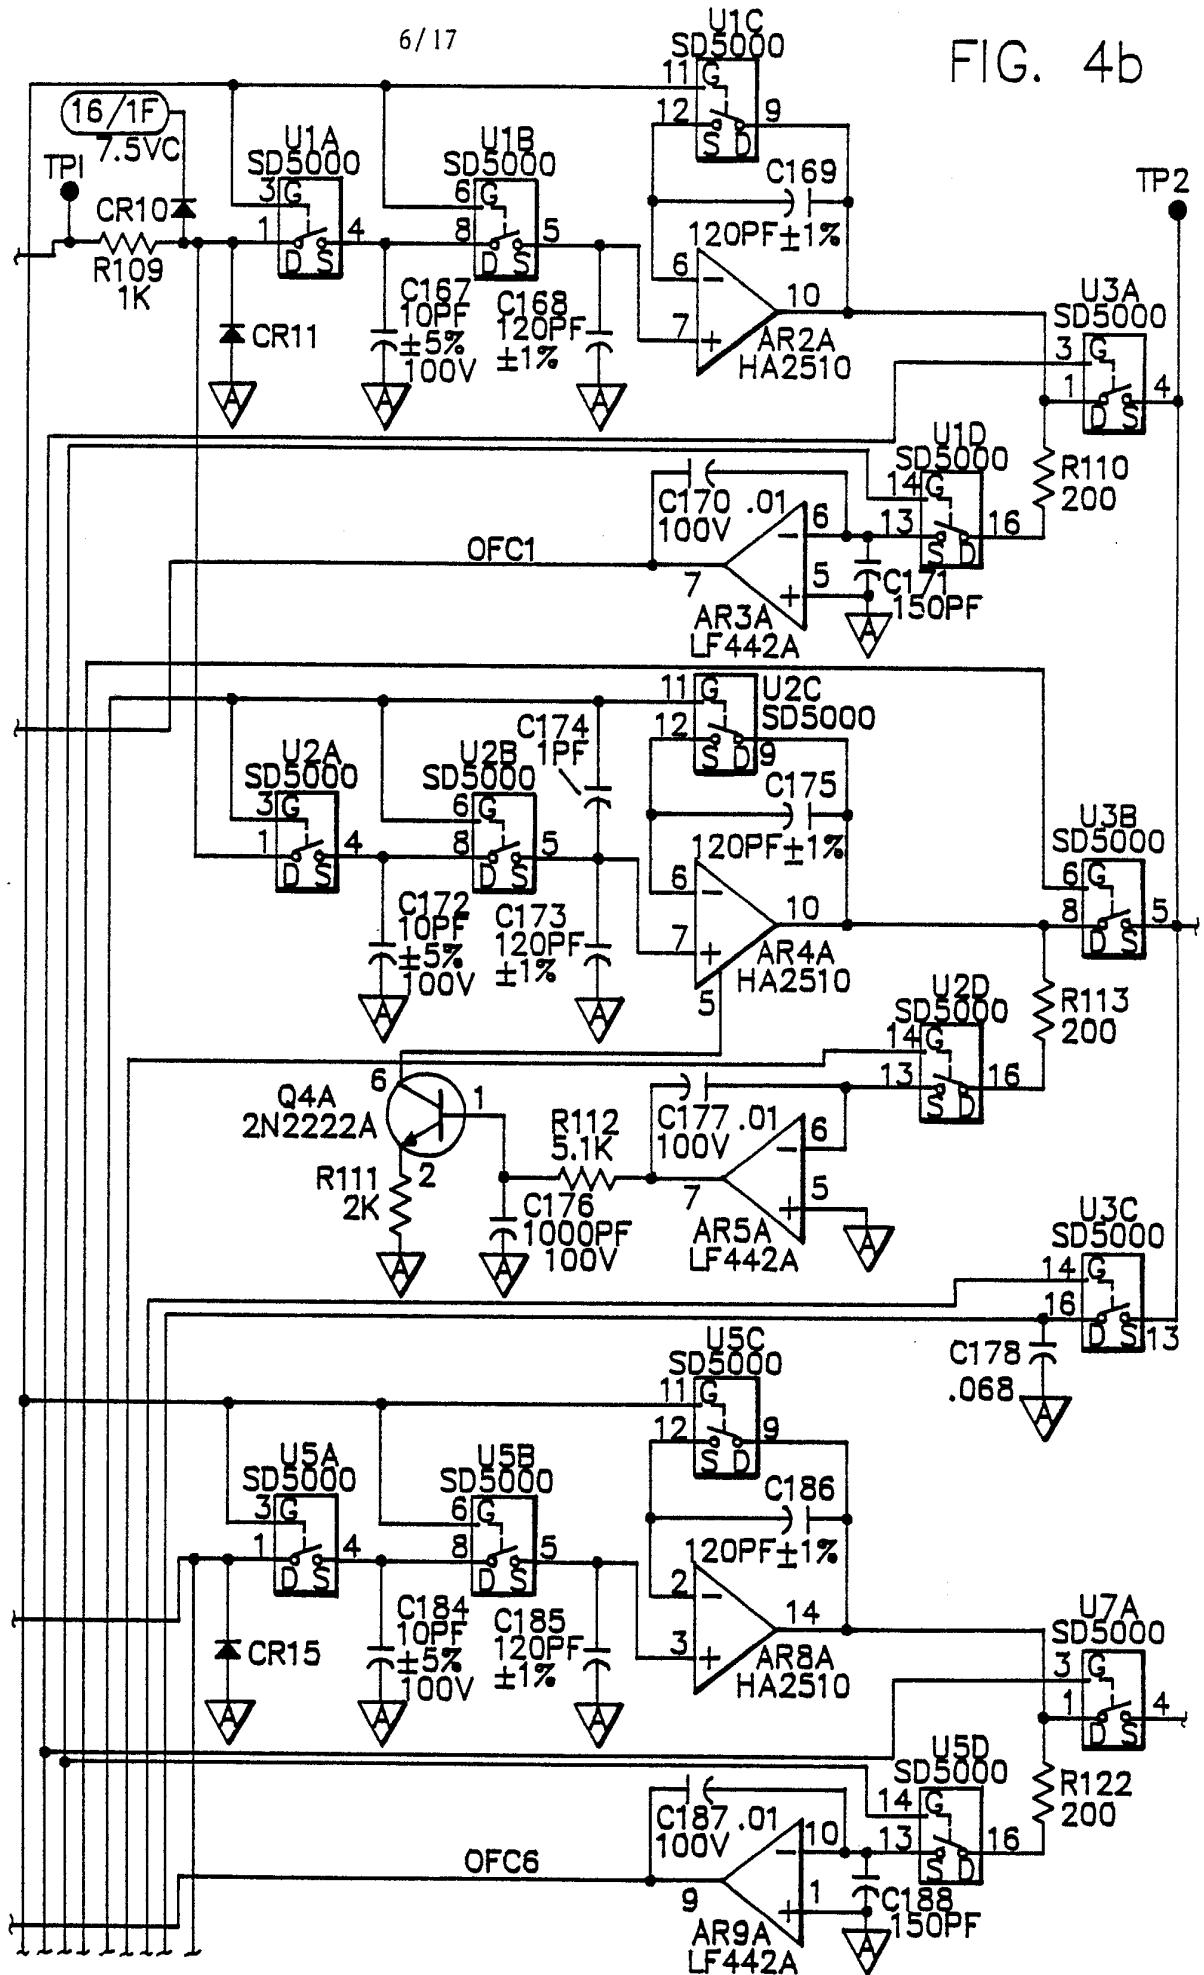 6/17
FIG. 4b
U1C
SD5000
11 G
12 9
S D
16/1F
7.5VC
TP1
CR10
R109
1K
CR11
U1A
SD5000
3 G
1 4
D S
U1B
SD5000
6 G
8 5
D S
C169
120PF±1%
C167
10PF
±5%
100V
C168
120PF
±1%
6 −
7 +
10
AR2A
HA2510
TP2
U3A
SD5000
3 G
1 4
D S
A A A
U1D
SD5000
14 G
13 16
S D
R110
200
C170 .01
100V
6 −
5 +
7
AR3A
LF442A
OFC1
C171
150PF
A
U2C
SD5000
11 G
12 9
S D
C174
1PF
U2A
SD5000
3 G
1 4
D S
U2B
SD5000
6 G
8 5
D S
C175
120PF±1%
C172
10PF
±5%
100V
C173
120PF
±1%
6 −
7 +
10
5
AR4A
HA2510
U3B
SD5000
6 G
8 5
D S
A A
U2D
SD5000
14 G
13 16
S D
R113
200
Q4A
2N2222A
6
1
2
R111
2K
R112
5.1K
C177 .01
100V
6 −
5 +
7
AR5A
LF442A
C176
1000PF
100V
A A A
U3C
SD5000
14 G
16
D S 13
C178
.068
A
U5C
SD5000
11 G
12 9
S D
U5A
SD5000
3 G
1 4
D S
U5B
SD5000
6 G
8 5
D S
C186
120PF±1%
CR15
C184
10PF
±5%
100V
C185
120PF
±1%
2 −
3 +
14
AR8A
HA2510
U7A
SD5000
3 G
1 4
D S
A A A
U5D
SD5000
14 G
13 16
S D
R122
200
C187 .01
100V
10 −
1 +
9
AR9A
LF442A
OFC6
C188
150PF
A